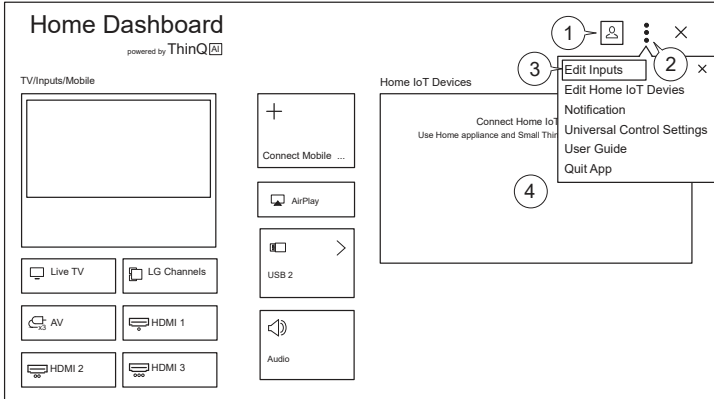 Home Dashboard
powered by ThinQ AI
1
2
3
Edit Inputs
Edit Home IoT Devies
Notification
Universal Control Settings
User Guide
Quit App
TV/Inputs/Mobile
Home IoT Devices
Connect Mobile ...
Connect Home IoT
Use Home appliance and Small Thin
4
AirPlay
USB 2
Live TV
LG Channels
x3 AV
HDMI 1
Audio
HDMI 2
HDMI 3